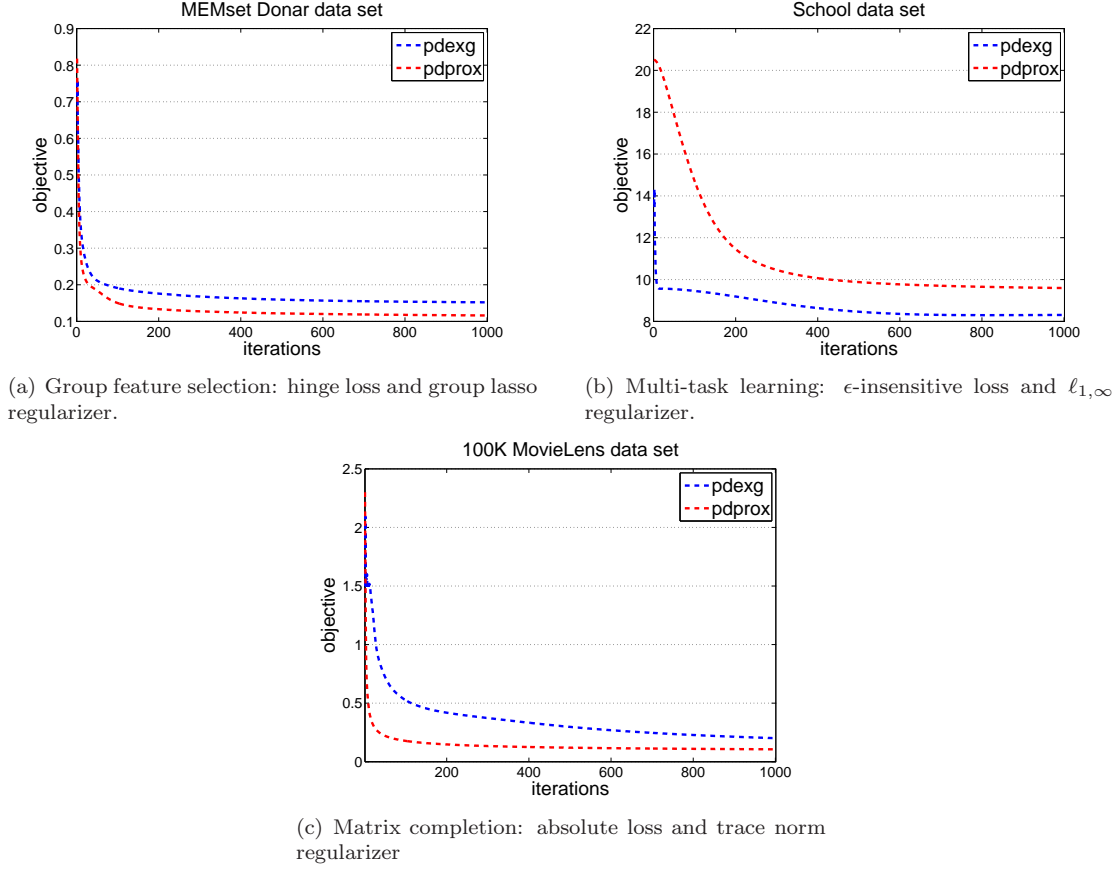 MEMset Donar data set
0.9
0.8
0.7
0.6
0.5
0.4
0.3
0.2
0.1
0 200 400 600 800 1000
objective
iterations
pdexg
pdprox
School data set
22
20
18
16
14
12
10
8
0 200 400 600 800 1000
objective
iterations
pdexg
pdprox
(a) Group feature selection: hinge loss and group lasso
regularizer.
(b) Multi-task learning: ϵ-insensitive loss and ℓ1,∞
regularizer.
100K MovieLens data set
2.5
2
1.5
1
0.5
0
200 400 600 800 1000
objective
iterations
pdexg
pdprox
(c) Matrix completion: absolute loss and trace norm
regularizer